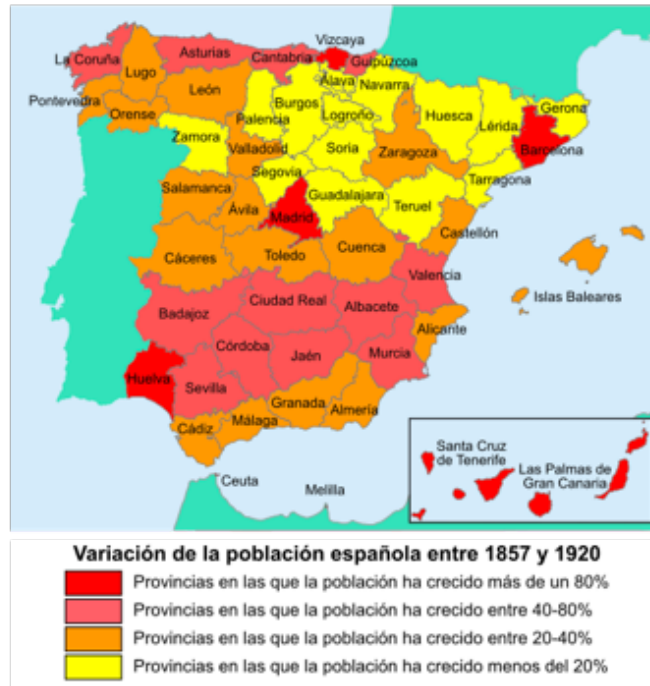 Vizcaya
La Coruña
Asturias
Cantabria
Guipúzcoa
Lugo
León
Álava
Navarra
Pontevedra
Orense
Palencia
Burgos
Logroño
Huesca
Lérida
Gerona
Zamora
Valladolid
Soria
Zaragoza
Barcelona
Segovia
Tarragona
Salamanca
Ávila
Madrid
Guadalajara
Teruel
Castellón
Cáceres
Toledo
Cuenca
Valencia
Islas Baleares
Badajoz
Ciudad Real
Albacete
Alicante
Córdoba
Jaén
Murcia
Huelva
Sevilla
Granada
Almería
Cádiz
Málaga
Ceuta
Melilla
Santa Cruz
de Tenerife
Las Palmas de
Gran Canaria
Variación de la población española entre 1857 y 1920
Provincias en las que la población ha crecido más de un 80%
Provincias en las que la población ha crecido entre 40-80%
Provincias en las que la población ha crecido entre 20-40%
Provincias en las que la población ha crecido menos del 20%